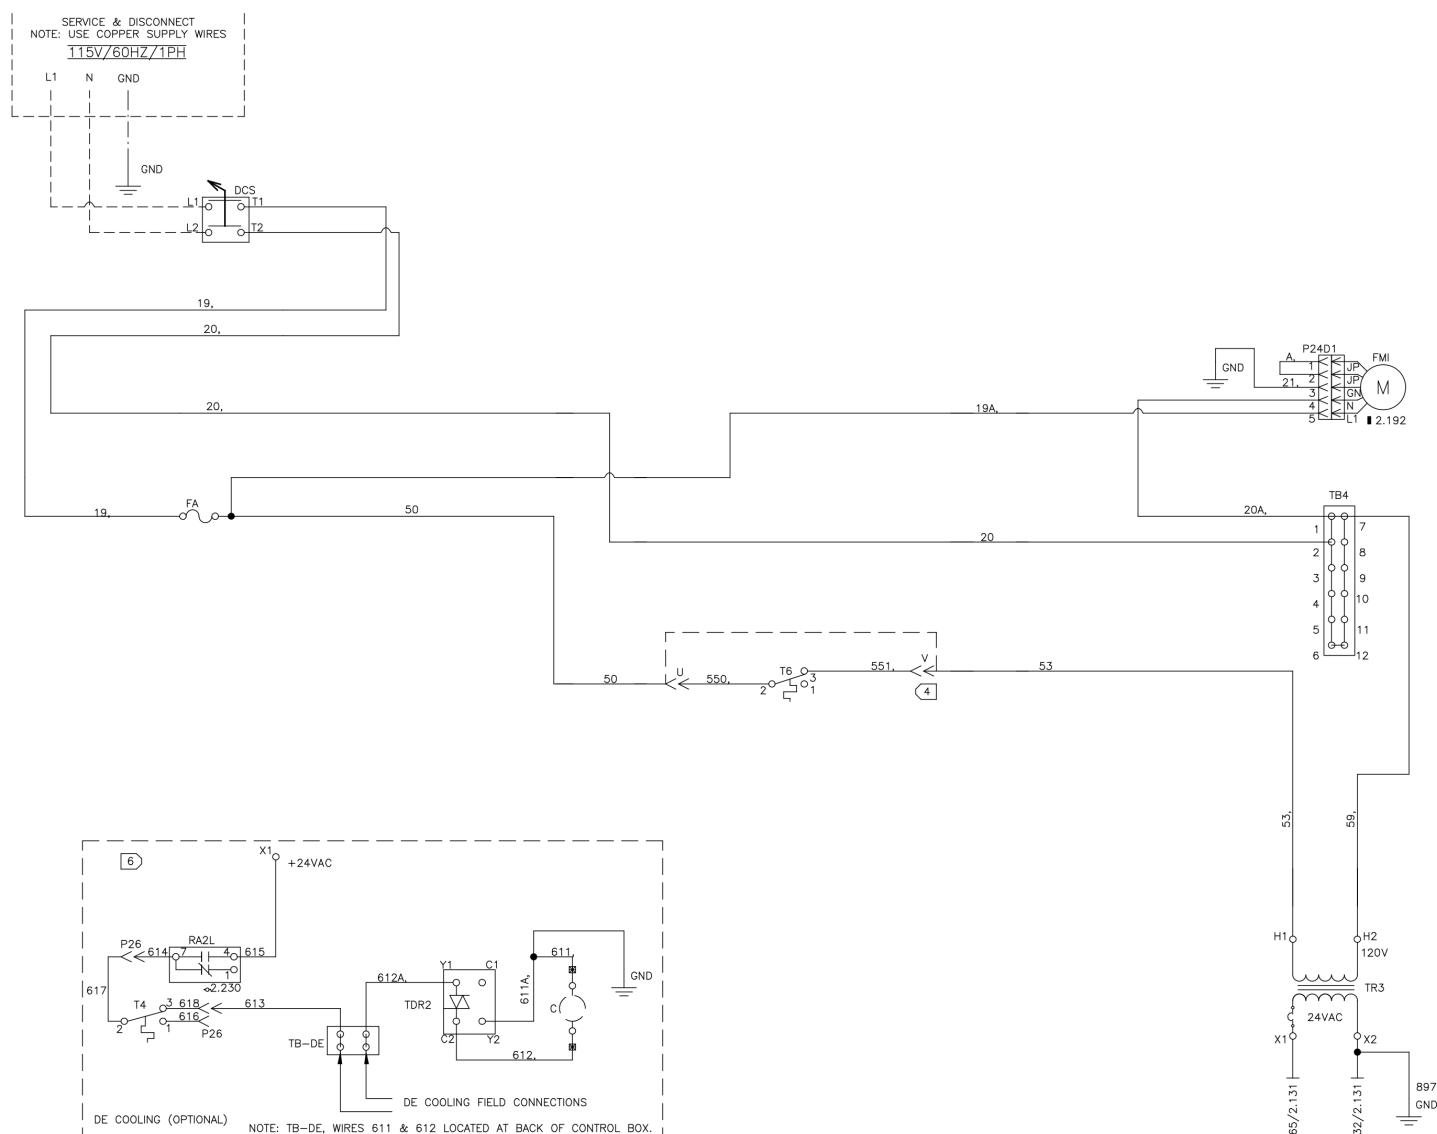 SERVICE & DISCONNECT
NOTE: USE COPPER SUPPLY WIRES
115V/60HZ/1PH
L1 N GND
GND
DCS
L1 T1
L2 T2
19,
20,
P24D1
A, FMI
GND 1 JP
M
21, 2 JP
3 GN
20, 19A, 4 N
5 L1 2.192
FA TB4
19, 50 20A,
1 7
20
2 8
3 9
4 10
5 11
6 12
U V
50 550, T6 551, 53
2 3
1 4
53, 59,
6 X1
+24VAC
P26 RA2L H1 H2
614 7 4 615 611, 120V
1
Y1 C1 GND
617 2.230 612A, 611A, TR3
T4 3 618 613 TDR2 C 24VAC
2 1 616
P26 C2 Y2 X1 X2
TB-DE 612,
897
GND
65/2.131 32/2.131
DE COOLING FIELD CONNECTIONS
DE COOLING (OPTIONAL)
NOTE: TB-DE, WIRES 611 & 612 LOCATED AT BACK OF CONTROL BOX.